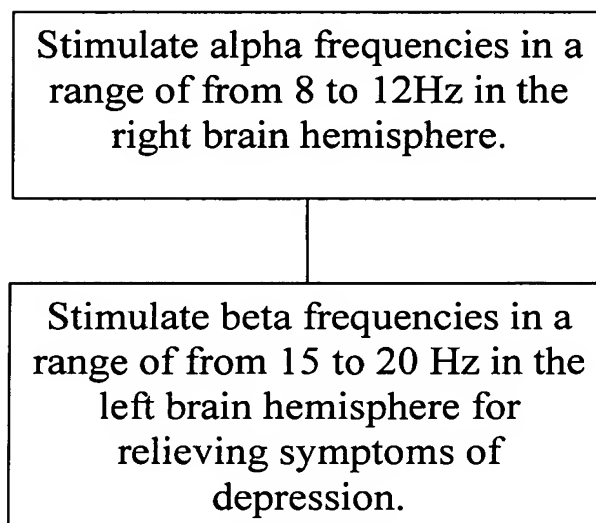 Stimulate alpha frequencies in a
range of from 8 to 12Hz in the
right brain hemisphere.
Stimulate beta frequencies in a
range of from 15 to 20 Hz in the
left brain hemisphere for
relieving symptoms of
depression.